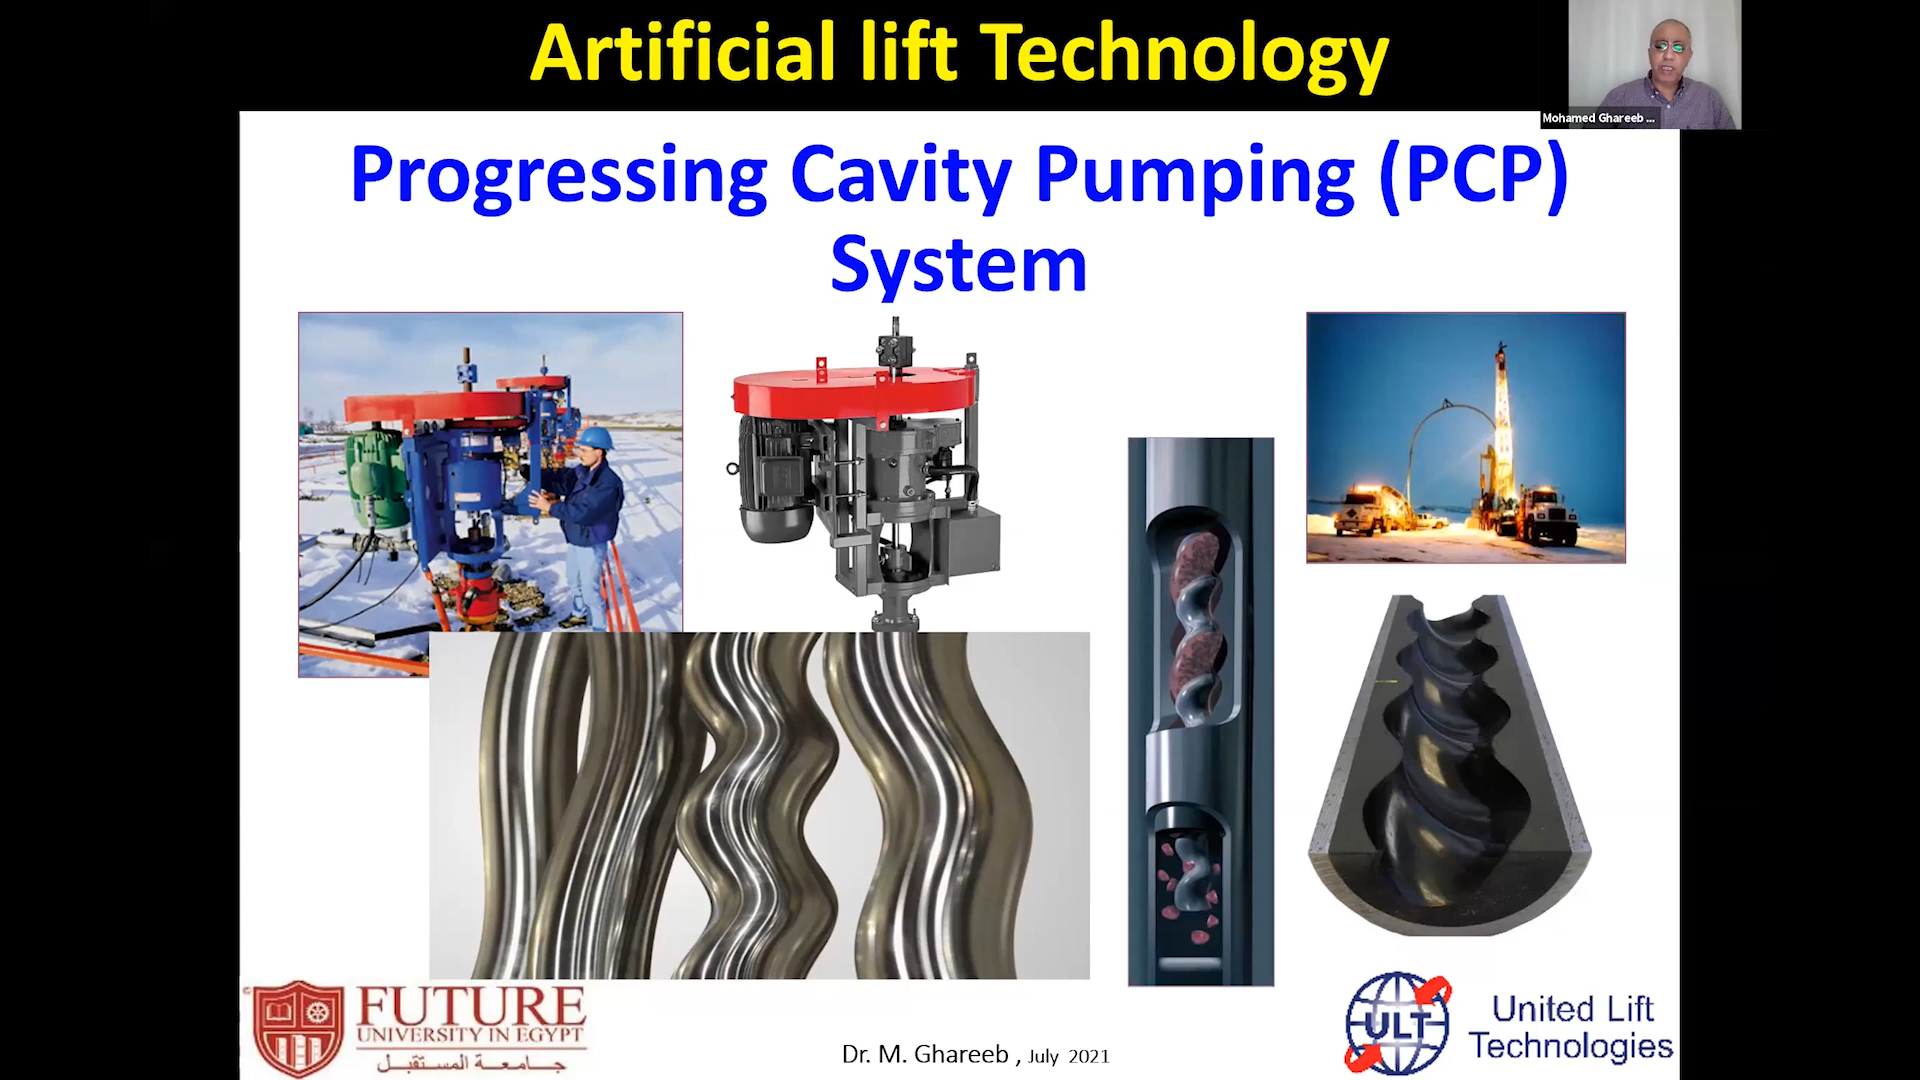 Artificial lift Technology
Mohamed Ghareeb ...
Progressing Cavity Pumping (PCP)
System
FUTURE
UNIVERSITY IN EGYPT
جامعة المستقبل
Dr. M. Ghareeb , July 2021
ULT
United Lift
Technologies